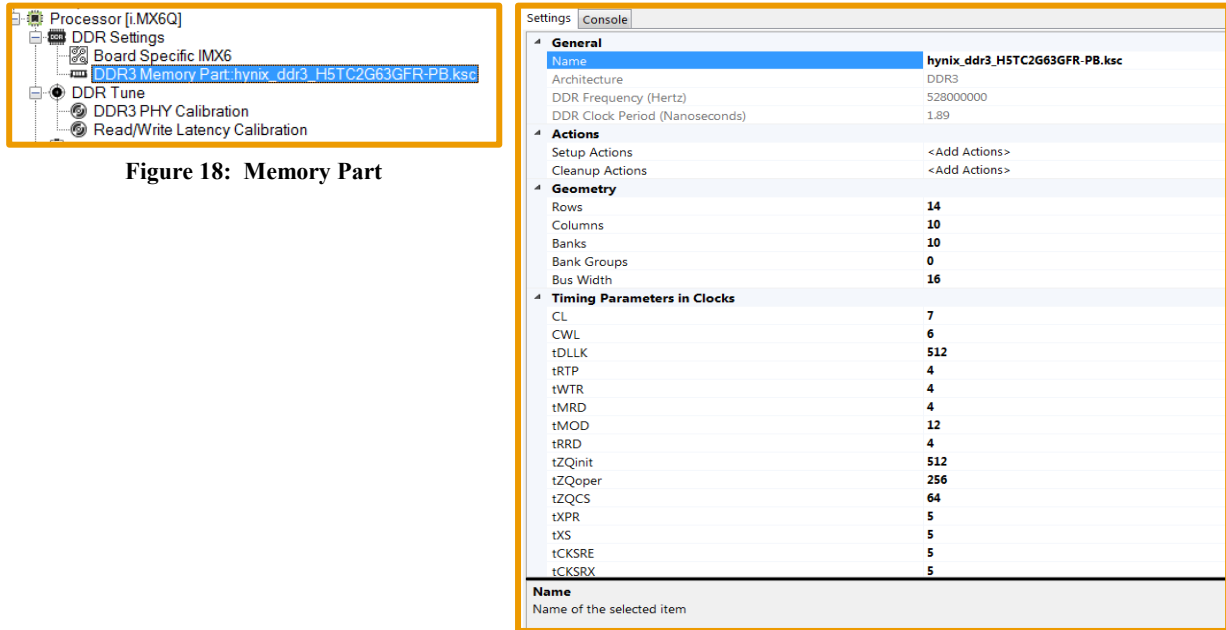 Processor [i.MX6Q]
DDR Settings
Board Specific IMX6
DDR3 Memory Part::hynix_ddr3_H5TC2G63GFR-PB.ksc
DDR Tune
DDR3 PHY Calibration
Read/Write Latency Calibration
Figure 18: Memory Part
Settings Console
General
Name hynix_ddr3_H5TC2G63GFR-PB.ksc
Architecture DDR3
DDR Frequency (Hertz) 528000000
DDR Clock Period (Nanoseconds) 1.89
Actions
Setup Actions <Add Actions>
Cleanup Actions <Add Actions>
Geometry
Rows 14
Columns 10
Banks 10
Bank Groups 0
Bus Width 16
Timing Parameters in Clocks
CL 7
CWL 6
tDLLK 512
tRTP 4
tWTR 4
tMRD 4
tMOD 12
tRRD 4
tZQinit 512
tZQoper 256
tZQCS 64
tXPR 5
tXS 5
tCKSRE 5
tCKSRX 5
Name
Name of the selected item